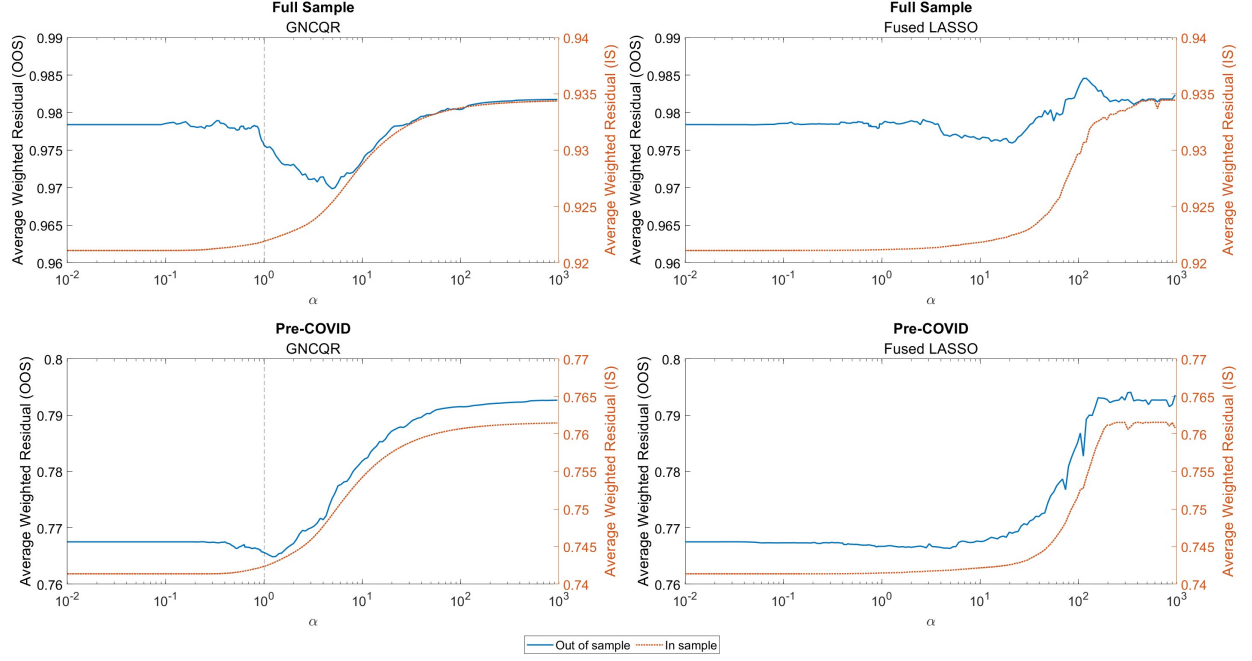 Full Sample
GNCQR
Average Weighted Residual (OOS)
0.99
0.985
0.98
0.975
0.97
0.965
0.96
Average Weighted Residual (IS)
0.94
0.935
0.93
0.925
0.92
10^-2 10^-1 10^0 10^1 10^2 10^3
α
Full Sample
Fused LASSO
Average Weighted Residual (OOS)
0.99
0.985
0.98
0.975
0.97
0.965
0.96
Average Weighted Residual (IS)
0.94
0.935
0.93
0.925
0.92
10^-2 10^-1 10^0 10^1 10^2 10^3
α
Pre-COVID
GNCQR
Average Weighted Residual (OOS)
0.8
0.79
0.78
0.77
0.76
Average Weighted Residual (IS)
0.77
0.765
0.76
0.755
0.75
0.745
0.74
10^-2 10^-1 10^0 10^1 10^2 10^3
α
Pre-COVID
Fused LASSO
Average Weighted Residual (OOS)
0.8
0.79
0.78
0.77
0.76
Average Weighted Residual (IS)
0.77
0.765
0.76
0.755
0.75
0.745
0.74
10^-2 10^-1 10^0 10^1 10^2 10^3
α
Out of sample In sample